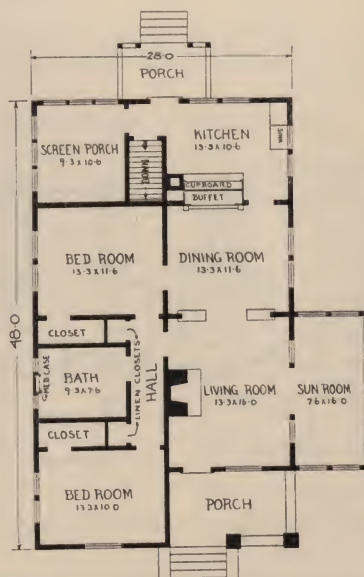 28-0
PORCH
KITCHEN
13-3 X 10-6
SINK
SCREEN PORCH
9-3 X 10-6
DOWN
CUPBOARD
BUFFET
BED ROOM
13-3 X 11-6
DINING ROOM
13-3 X 11-6
48-0
CLOSET
MED CASE
BATH
9-3 X 7-6
LINEN CLOSETS
HALL
LIVING ROOM
13-3 X 16-0
SUN ROOM
7-6 X 16-0
CLOSET
BED ROOM
13-3 X 10-0
PORCH